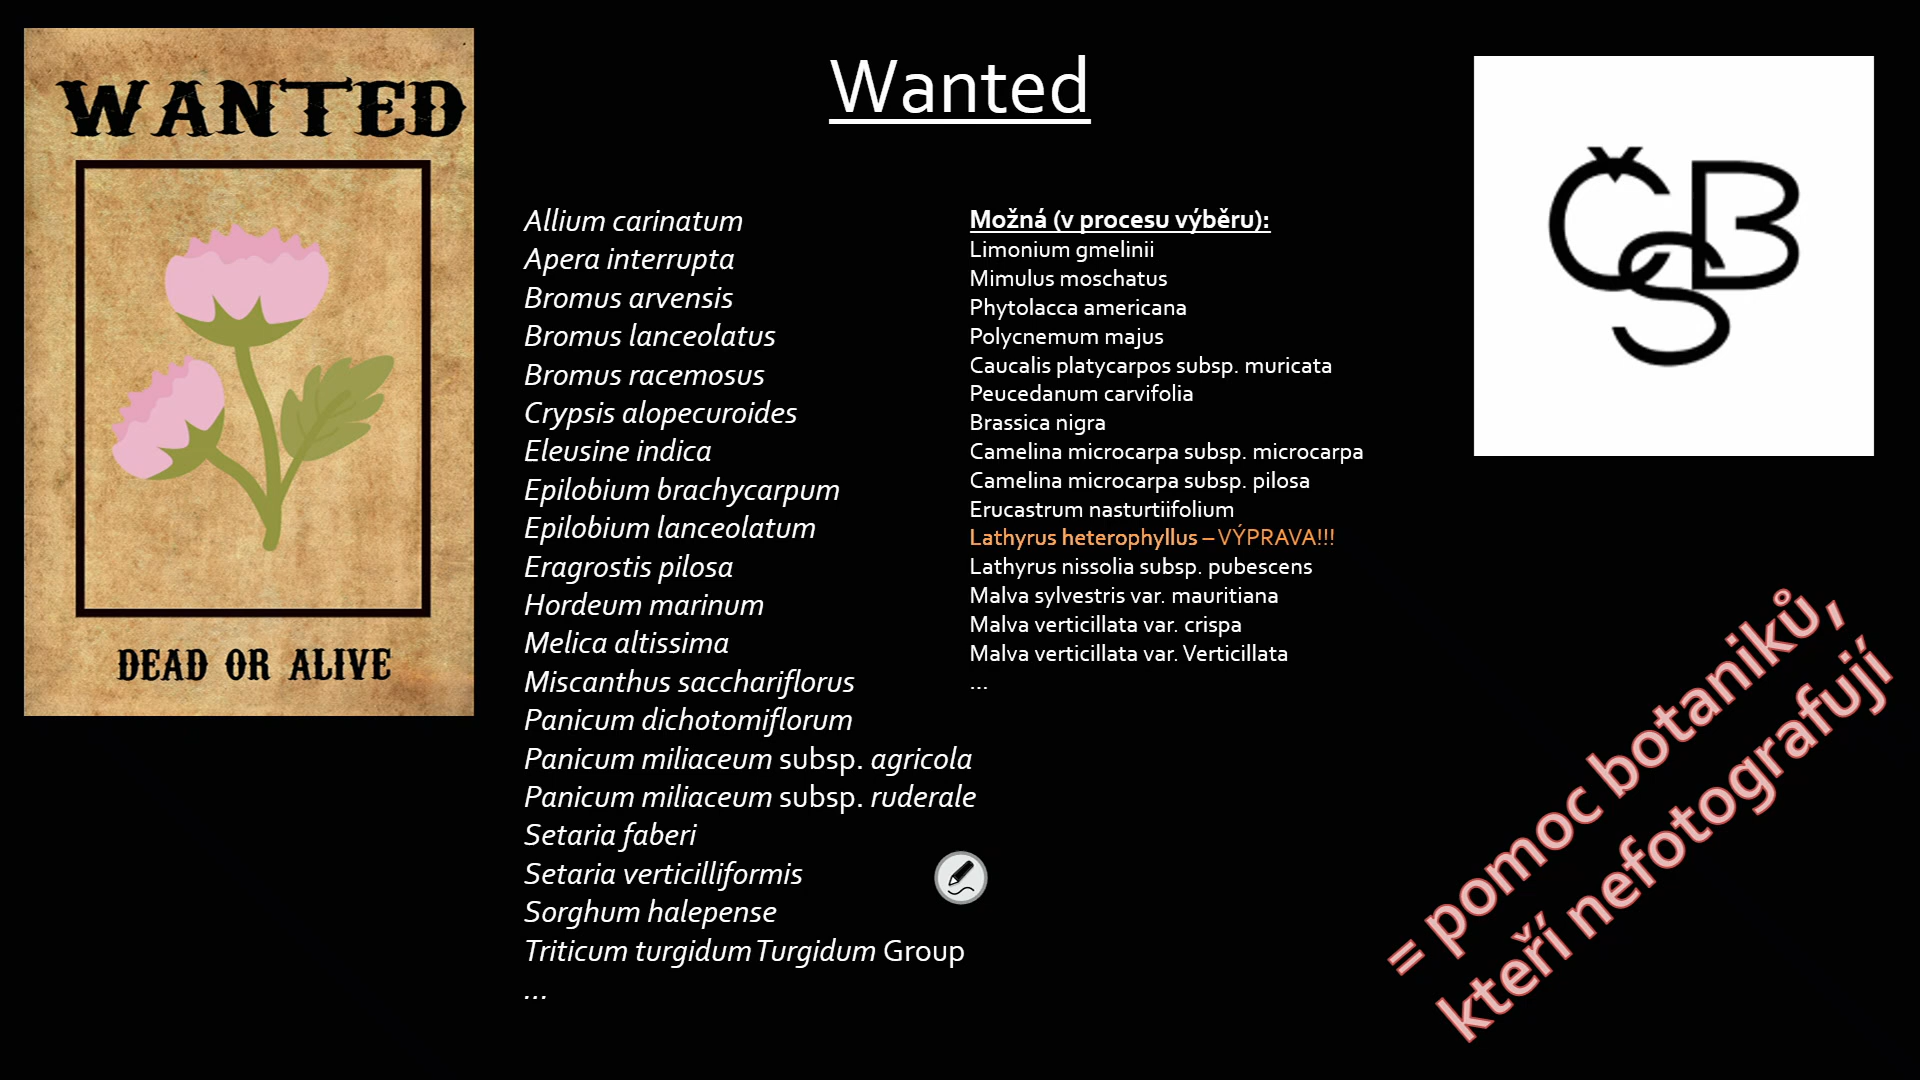 WANTED
DEAD OR ALIVE
Wanted
Allium carinatum
Apera interrupta
Bromus arvensis
Bromus lanceolatus
Bromus racemosus
Crypsis alopecuroides
Eleusine indica
Epilobium brachycarpum
Epilobium lanceolatum
Eragrostis pilosa
Hordeum marinum
Melica altissima
Miscanthus sacchariflorus
Panicum dichotomiflorum
Panicum miliaceum subsp. agricola
Panicum miliaceum subsp. ruderale
Setaria faberi
Setaria verticilliformis
Sorghum halepense
Triticum turgidum Turgidum Group
...
Možná (v procesu výběru):
Limonium gmelinii
Mimulus moschatus
Phytolacca americana
Polycnemum majus
Caucalis platycarpos subsp. muricata
Peucedanum carvifolia
Brassica nigra
Camelina microcarpa subsp. microcarpa
Camelina microcarpa subsp. pilosa
Erucastrum nasturtiifolium
Lathyrus heterophyllus – VÝPRAVA!!!
Lathyrus nissolia subsp. pubescens
Malva sylvestris var. mauritiana
Malva verticillata var. crispa
Malva verticillata var. Verticillata
...
ČSB
= pomoc botaniků,
kteří nefotografují